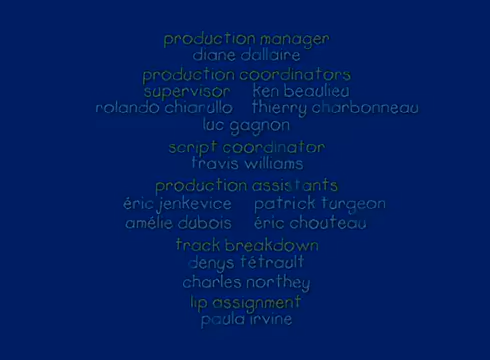 production manager
diane dallaire
production coordinators
supervisor ken beaulieu
rolando chiarullo thierry charbonneau
luc gagnon
script coordinator
travis williams
production assistants
éric jenkevice patrick turgeon
amélie dubois éric chouteau
track breakdown
denys tétrault
charles northey
lip assignment
paula irvine